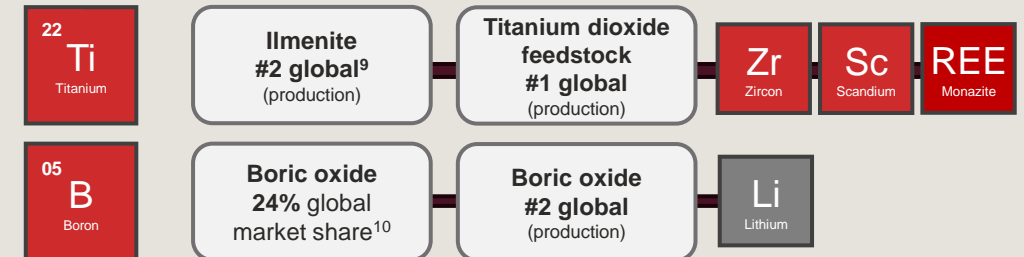 22
Ti
Titanium
Ilmenite
#2 global9
(production)
Titanium dioxide
feedstock
#1 global
(production)
Zr
Zircon
Sc
Scandium
REE
Monazite
05
B
Boron
Boric oxide
24% global
market share10
Boric oxide
#2 global
(production)
Li
Lithium